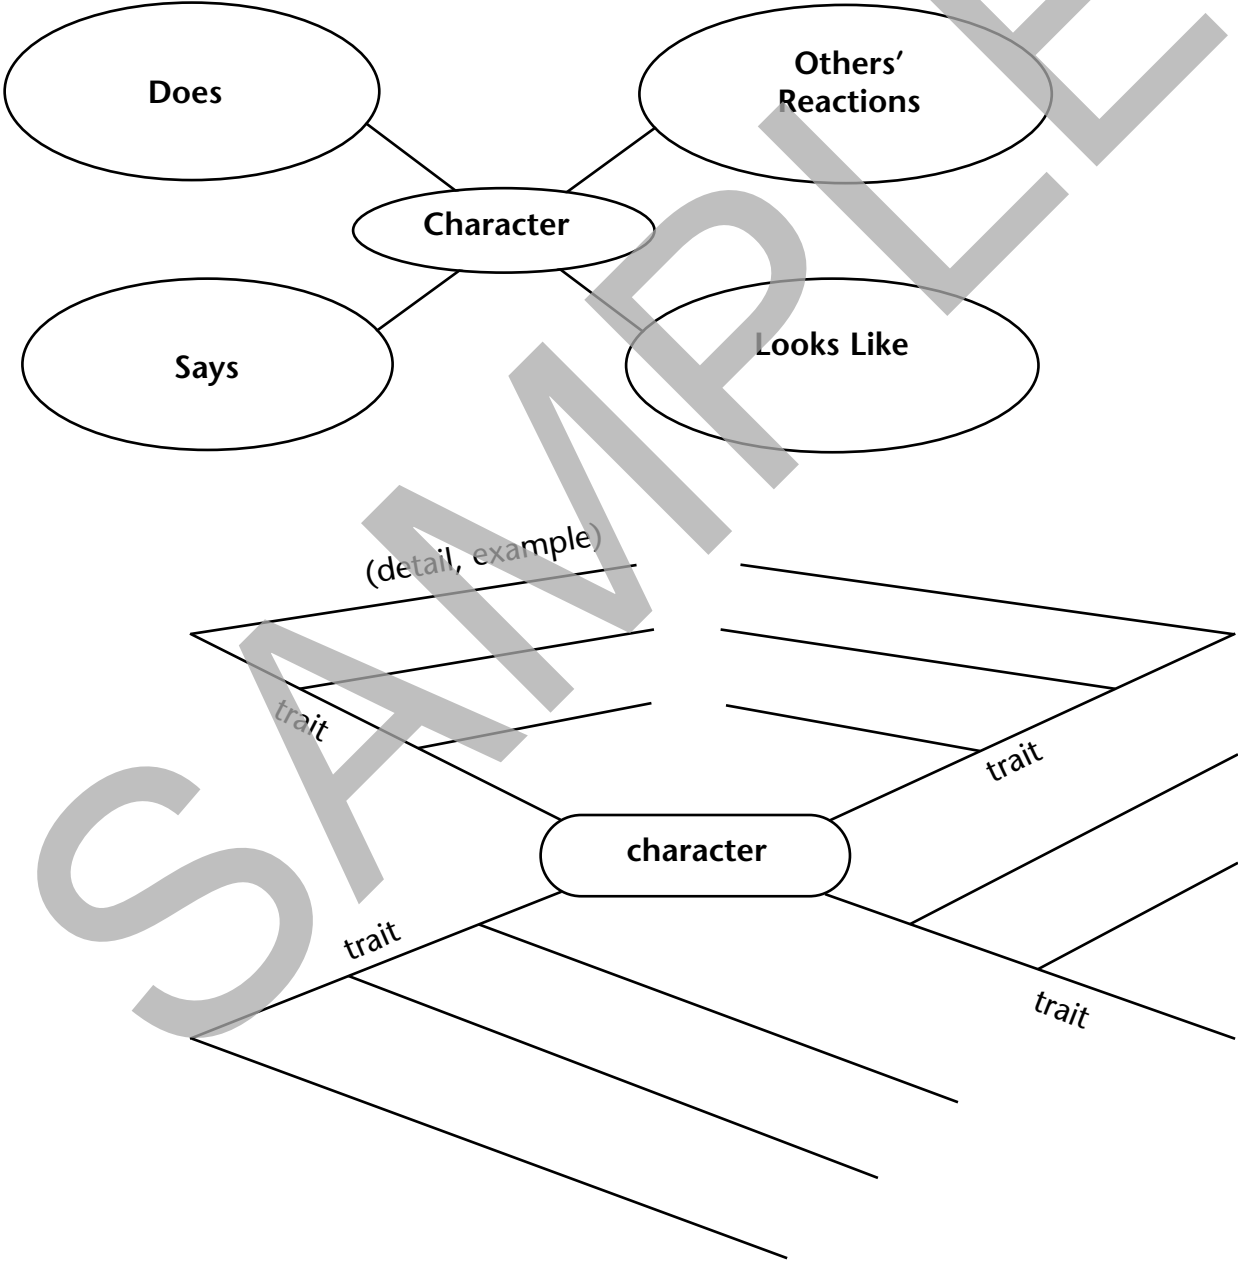 Does
Others’
Reactions
Character
Says
Looks Like
(detail, example)
trait
trait
character
trait
trait
SAMPLE